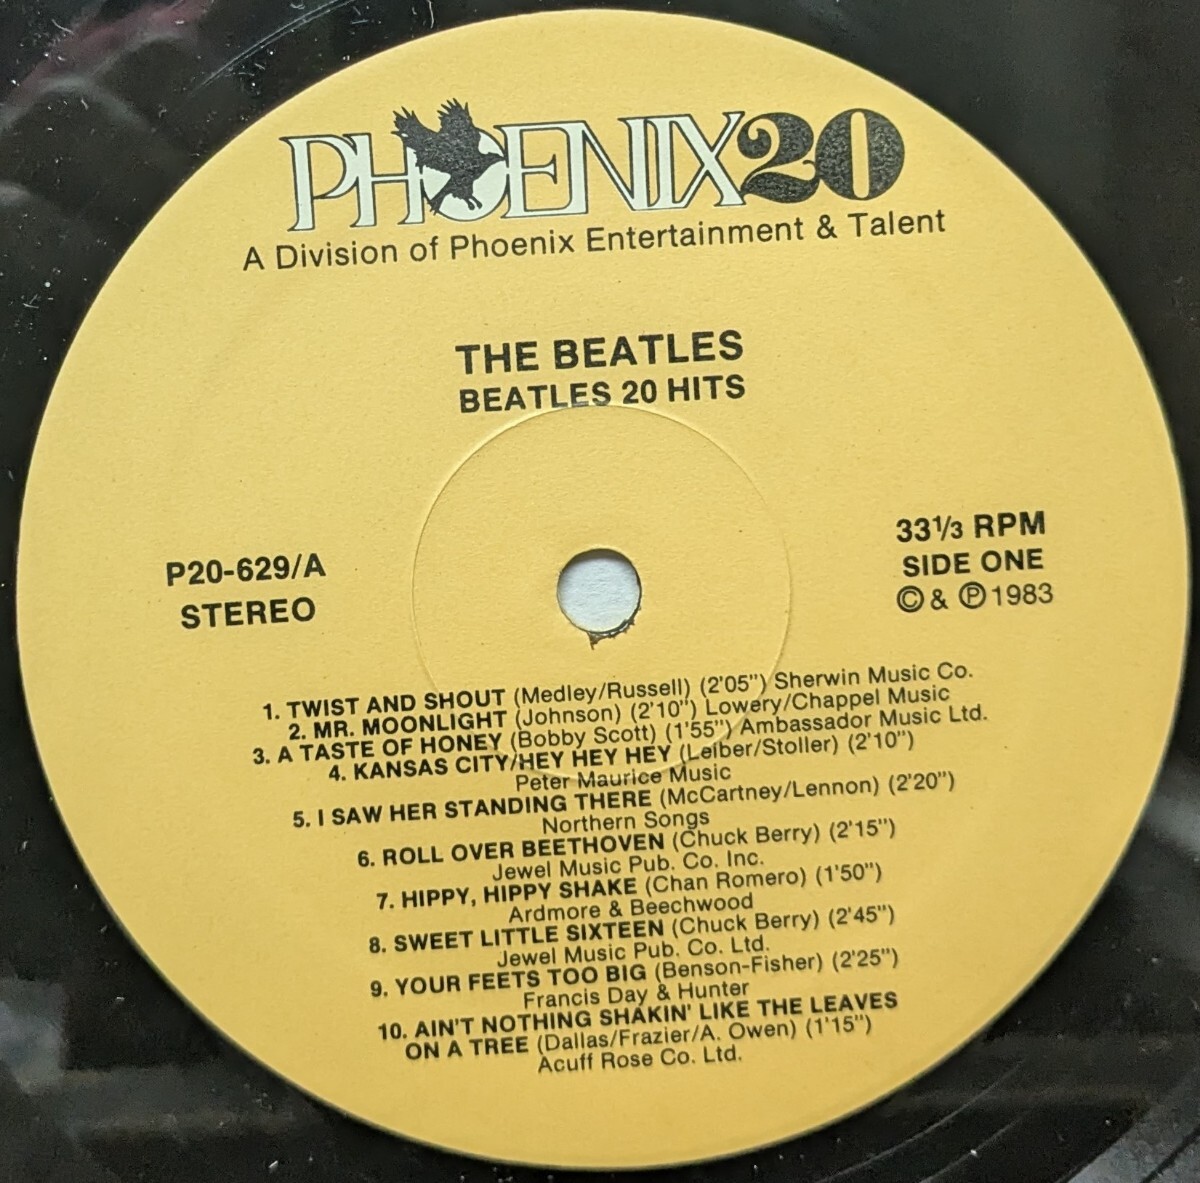 PHOENIX20
A Division of Phoenix Entertainment & Talent
THE BEATLES
BEATLES 20 HITS
P20-629/A
STEREO
33⅓ RPM
SIDE ONE
© & ℗ 1983
1. TWIST AND SHOUT (Medley/Russell) (2'05") Sherwin Music Co.
2. MR. MOONLIGHT (Johnson) (2'10") Lowery/Chappel Music
3. A TASTE OF HONEY (Bobby Scott) (1'55") Ambassador Music Ltd.
4. KANSAS CITY/HEY HEY HEY (Leiber/Stoller) (2'10")
Peter Maurice Music
5. I SAW HER STANDING THERE (McCartney/Lennon) (2'20")
Northern Songs
6. ROLL OVER BEETHOVEN (Chuck Berry) (2'15")
Jewel Music Pub. Co. Inc.
7. HIPPY, HIPPY SHAKE (Chan Romero) (1'50")
Ardmore & Beechwood
8. SWEET LITTLE SIXTEEN (Chuck Berry) (2'45")
Jewel Music Pub. Co. Ltd.
9. YOUR FEETS TOO BIG (Benson-Fisher) (2'25")
Francis Day & Hunter
10. AIN'T NOTHING SHAKIN' LIKE THE LEAVES
ON A TREE (Dallas/Frazier/A. Owen) (1'15")
Acuff Rose Co. Ltd.